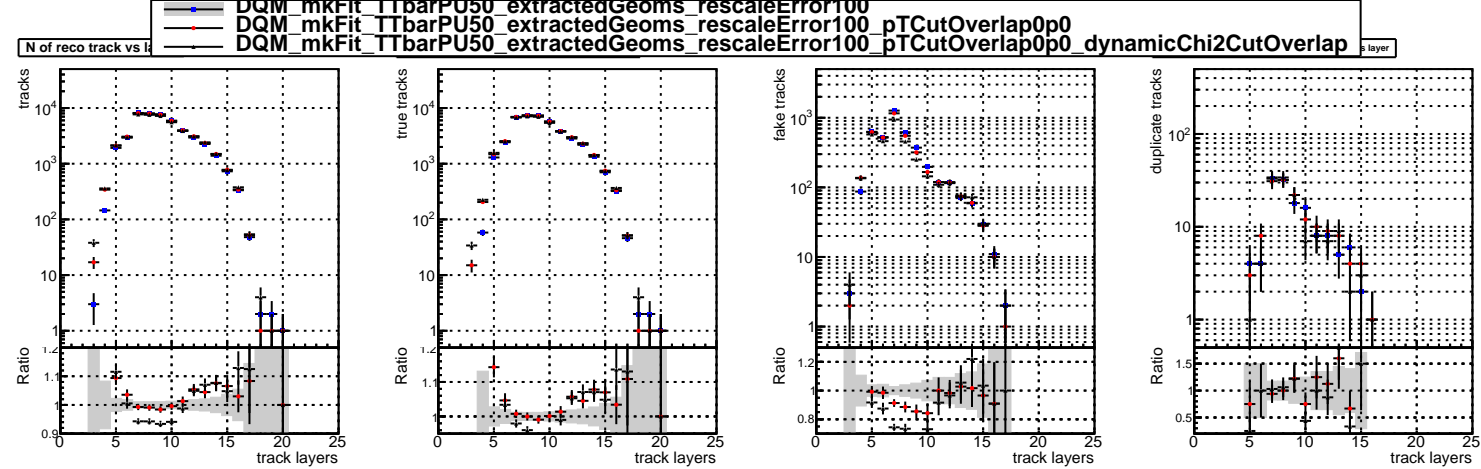 DQM_mkFit_TTbarPU50_extractedGeoms_rescaleError100
DQM_mkFit_TTbarPU50_extractedGeoms_rescaleError100_pTCutOverlap0p0
DQM_mkFit_TTbarPU50_extractedGeoms_rescaleError100_pTCutOverlap0p0_dynamicChi2CutOverlap
N of reco track vs
layer
tracks
10⁴
10³
10²
10
1
Ratio
1.2
1.1
1
0.9
0 5 10 15 20 25
track layers
true tracks
10⁴
10³
10²
10
1
Ratio
1.2
1.1
1
0 5 10 15 20 25
track layers
fake tracks
10³
10²
10
1
Ratio
1.2
1
0.8
0 5 10 15 20 25
track layers
duplicate tracks
10²
10
1
Ratio
1.5
1
0.5
0 5 10 15 20 25
track layers